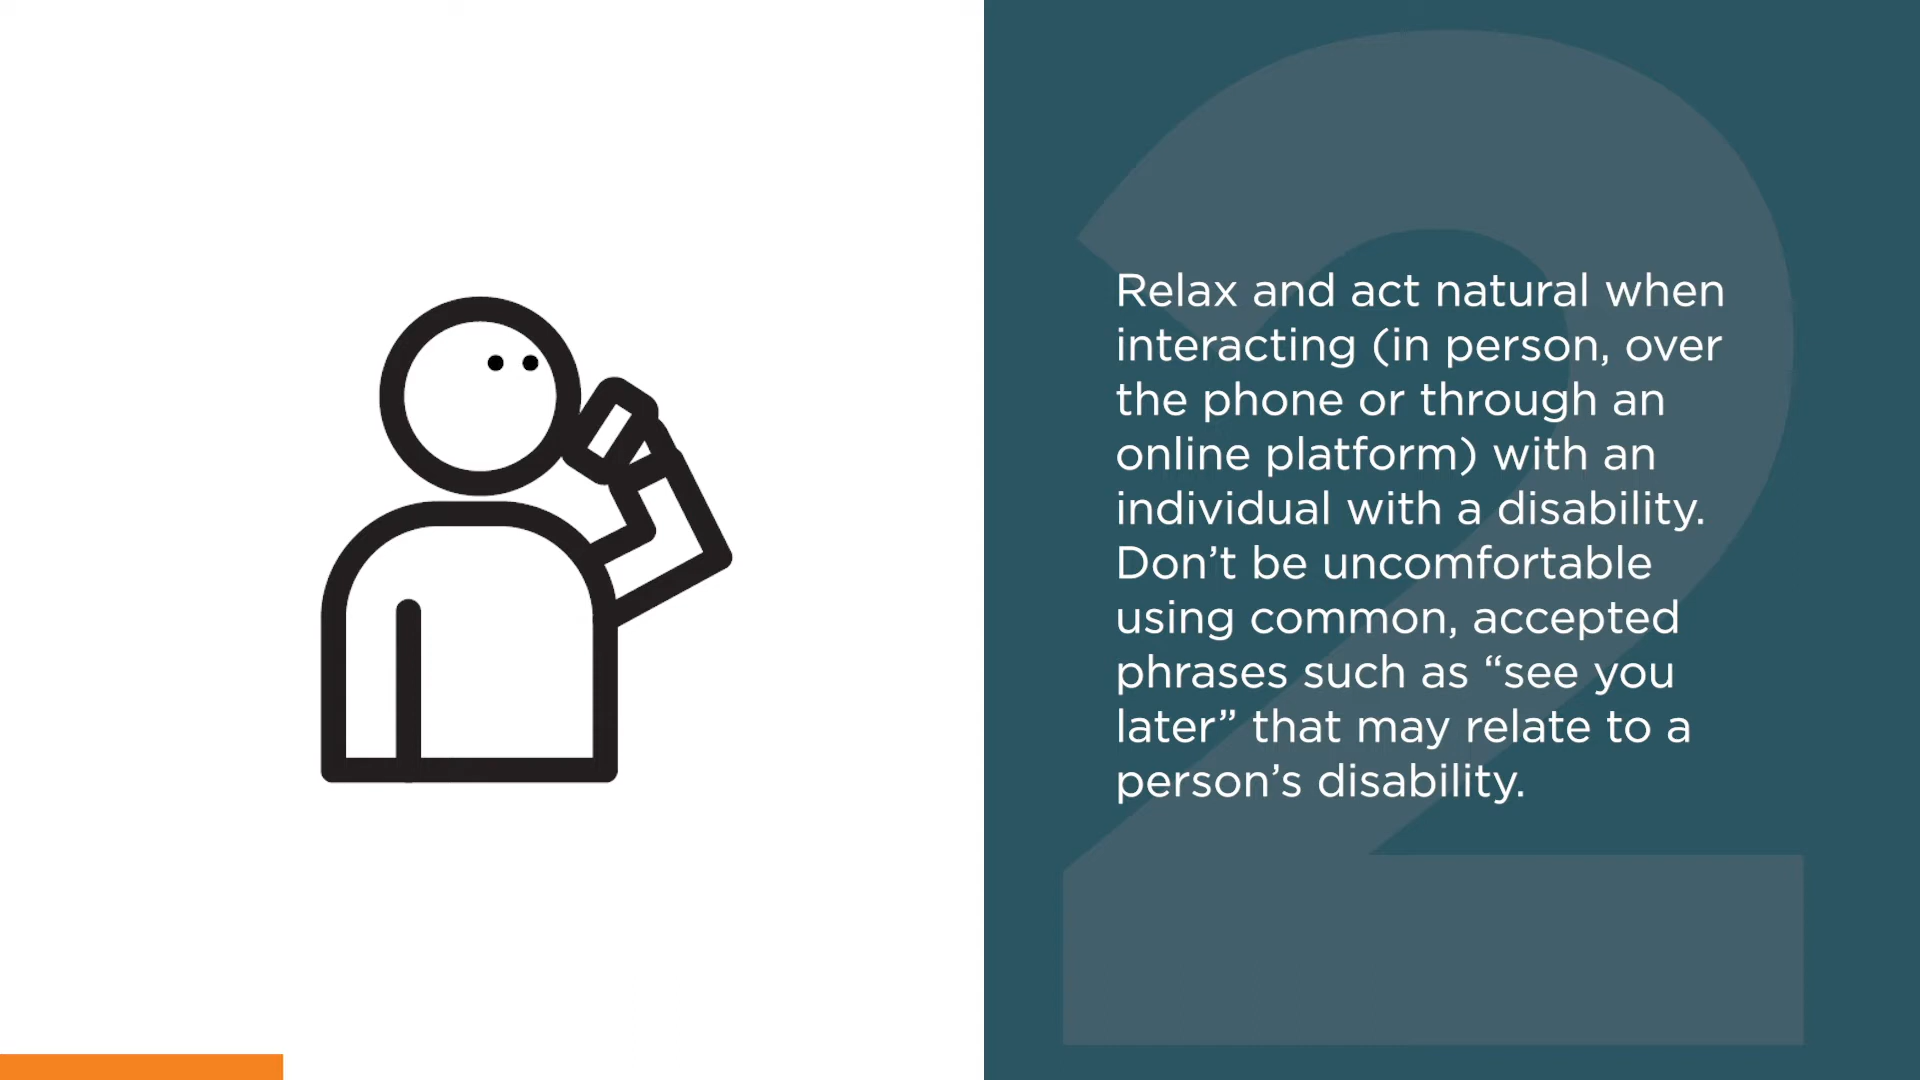 2
Relax and act natural when
interacting (in person, over
the phone or through an
online platform) with an
individual with a disability.
Don’t be uncomfortable
using common, accepted
phrases such as “see you
later” that may relate to a
person’s disability.